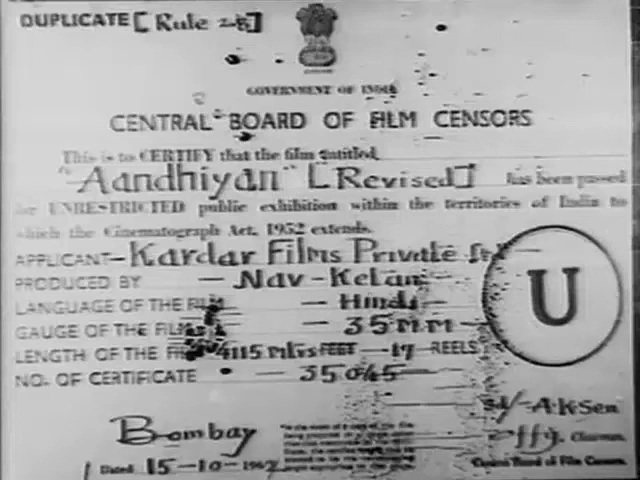 DUPLICATE [Rule 28]
GOVERNMENT OF INDIA
CENTRAL BOARD OF FILM CENSORS
This is to CERTIFY that the film entitled
"Aandhiyan" [Revised] has been passed
for UNRESTRICTED public exhibition within the territories of India to
which the Cinematograph Act, 1952 extends.
APPLICANT - Kardar Films Private
PRODUCED BY - Nav-Ketan
LANGUAGE OF THE FILM - Hindi -
GAUGE OF THE FILM - 35 M.M -
LENGTH OF THE FILM 4115 Mtrs FEET - 17 REELS
NO. OF CERTIFICATE - 35045 -
U
Sd/- A.K.Sen
Bombay
Chairman,
Dated 15-10-196
Central Board of Film Censors.